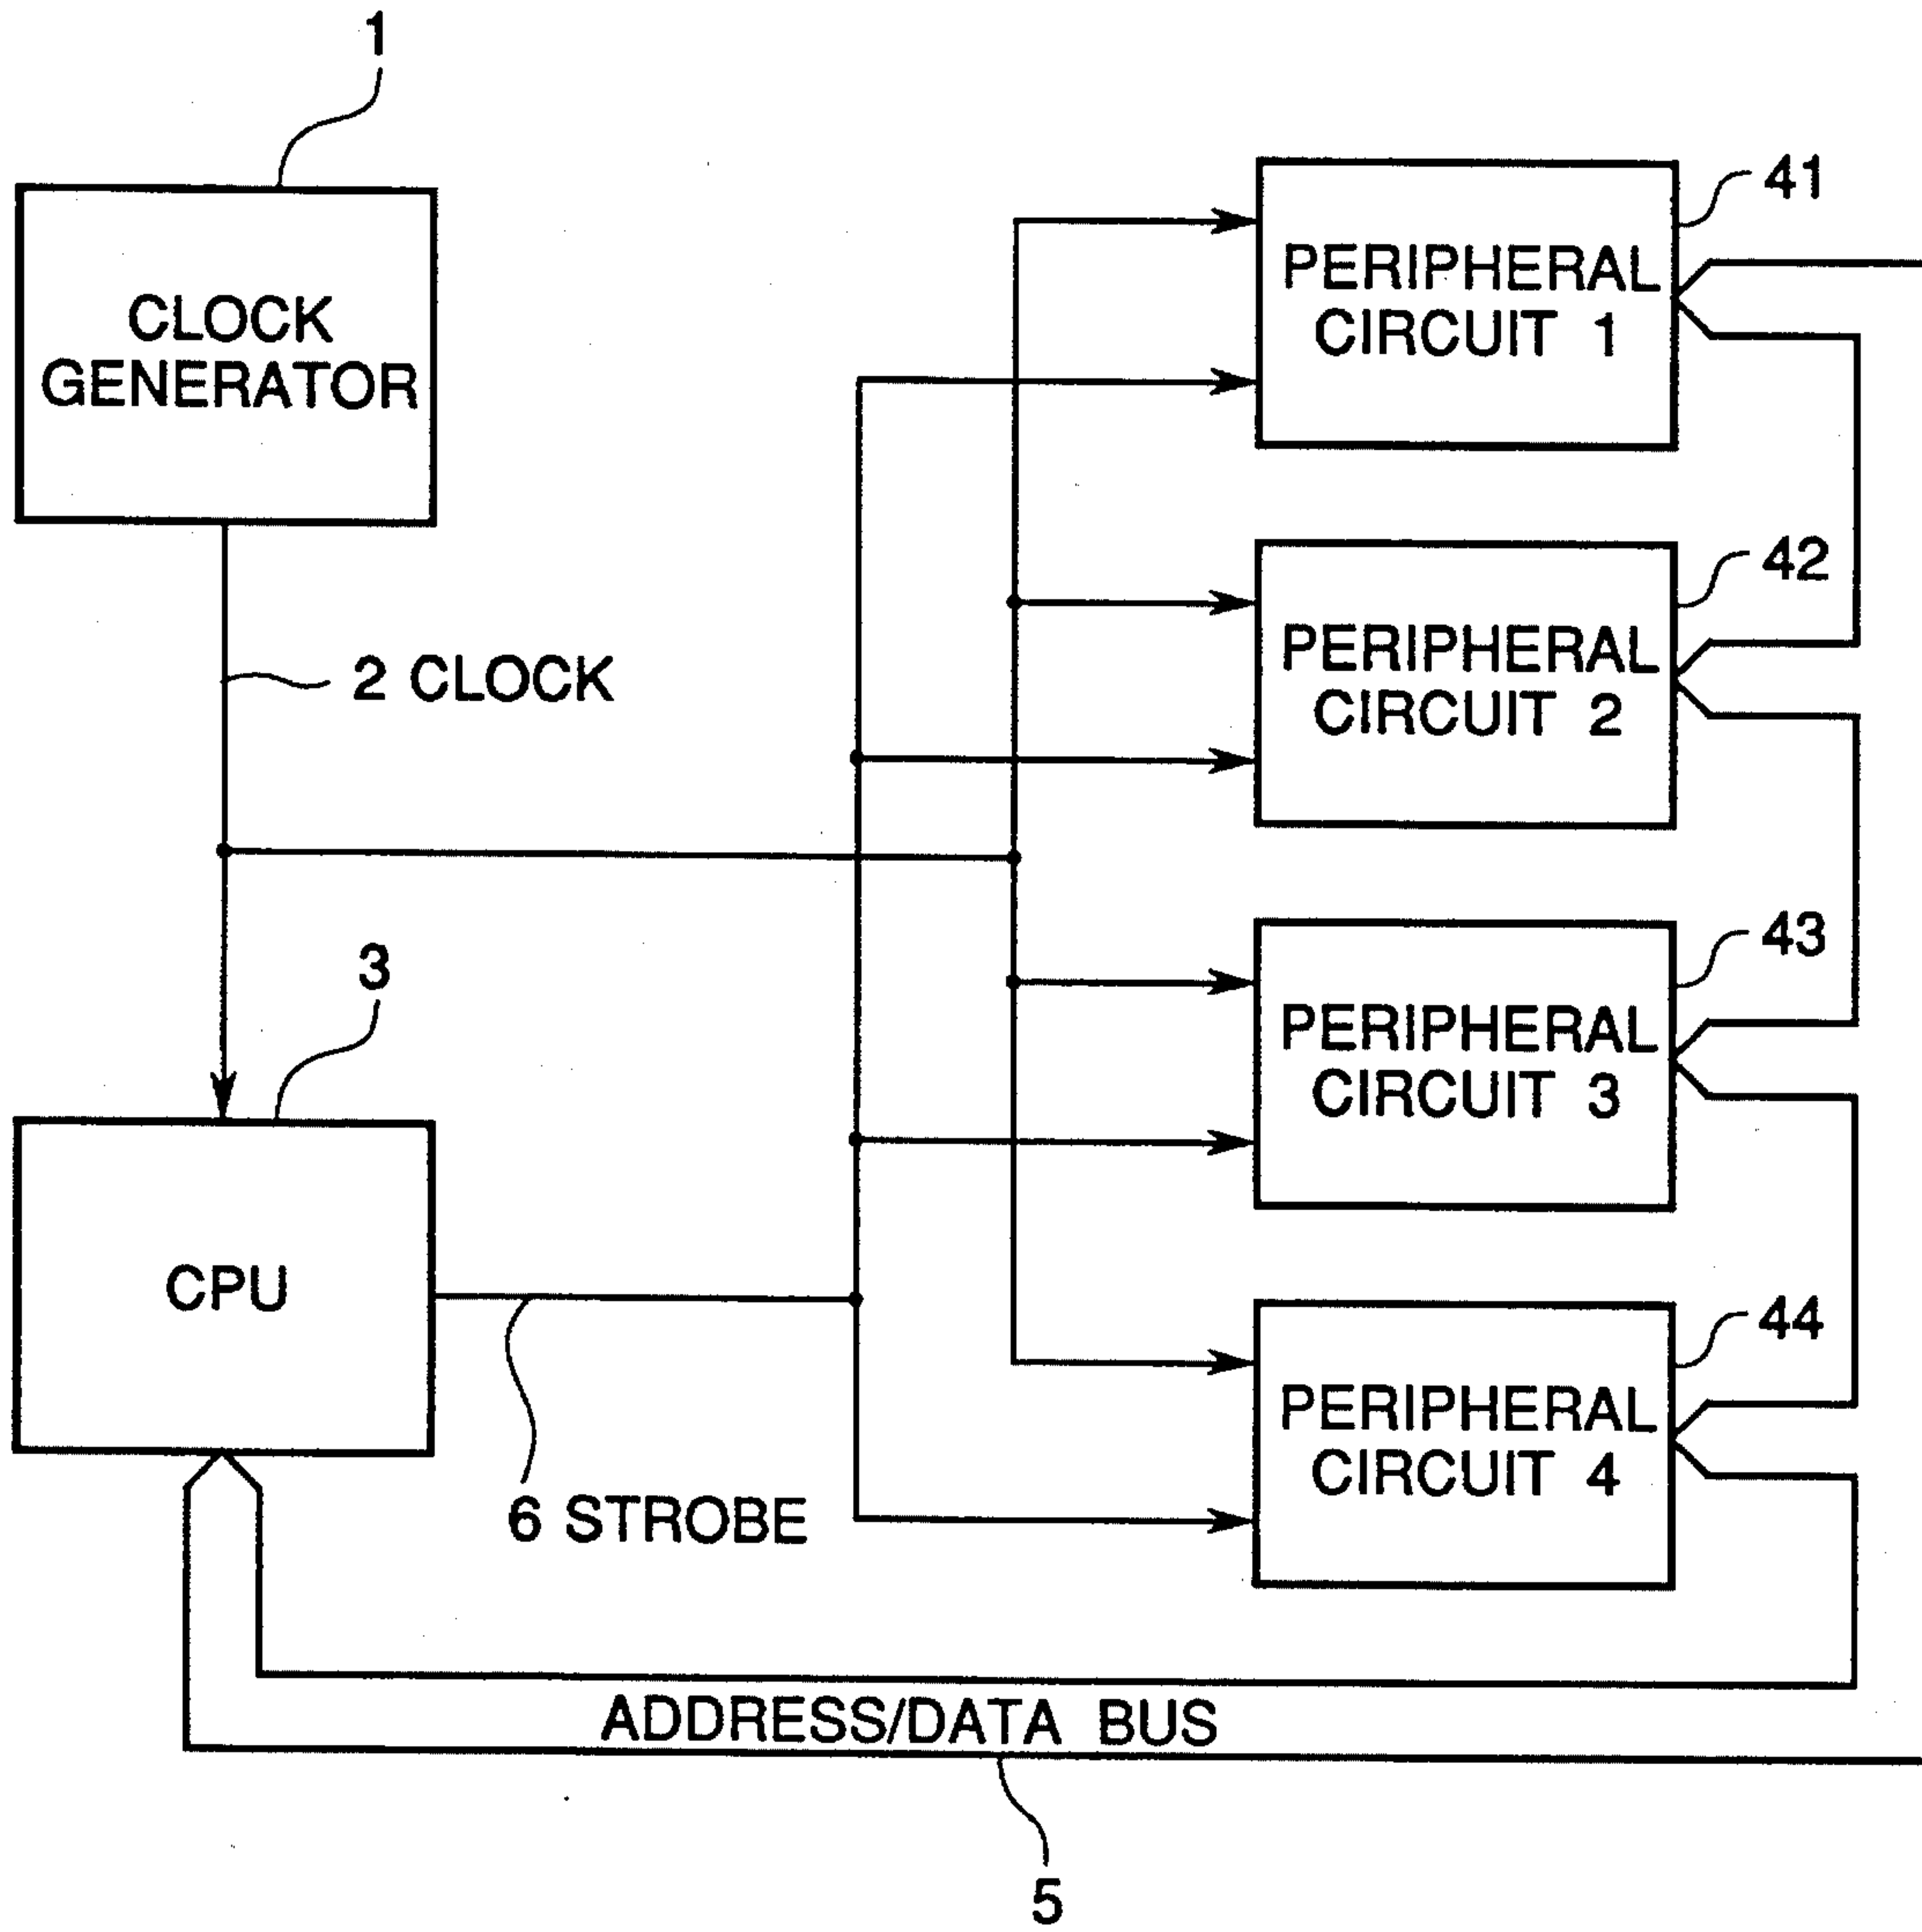 1
CLOCK
GENERATOR
2 CLOCK
3
CPU
6 STROBE
41
PERIPHERAL
CIRCUIT 1
42
PERIPHERAL
CIRCUIT 2
43
PERIPHERAL
CIRCUIT 3
44
PERIPHERAL
CIRCUIT 4
ADDRESS/DATA BUS
5